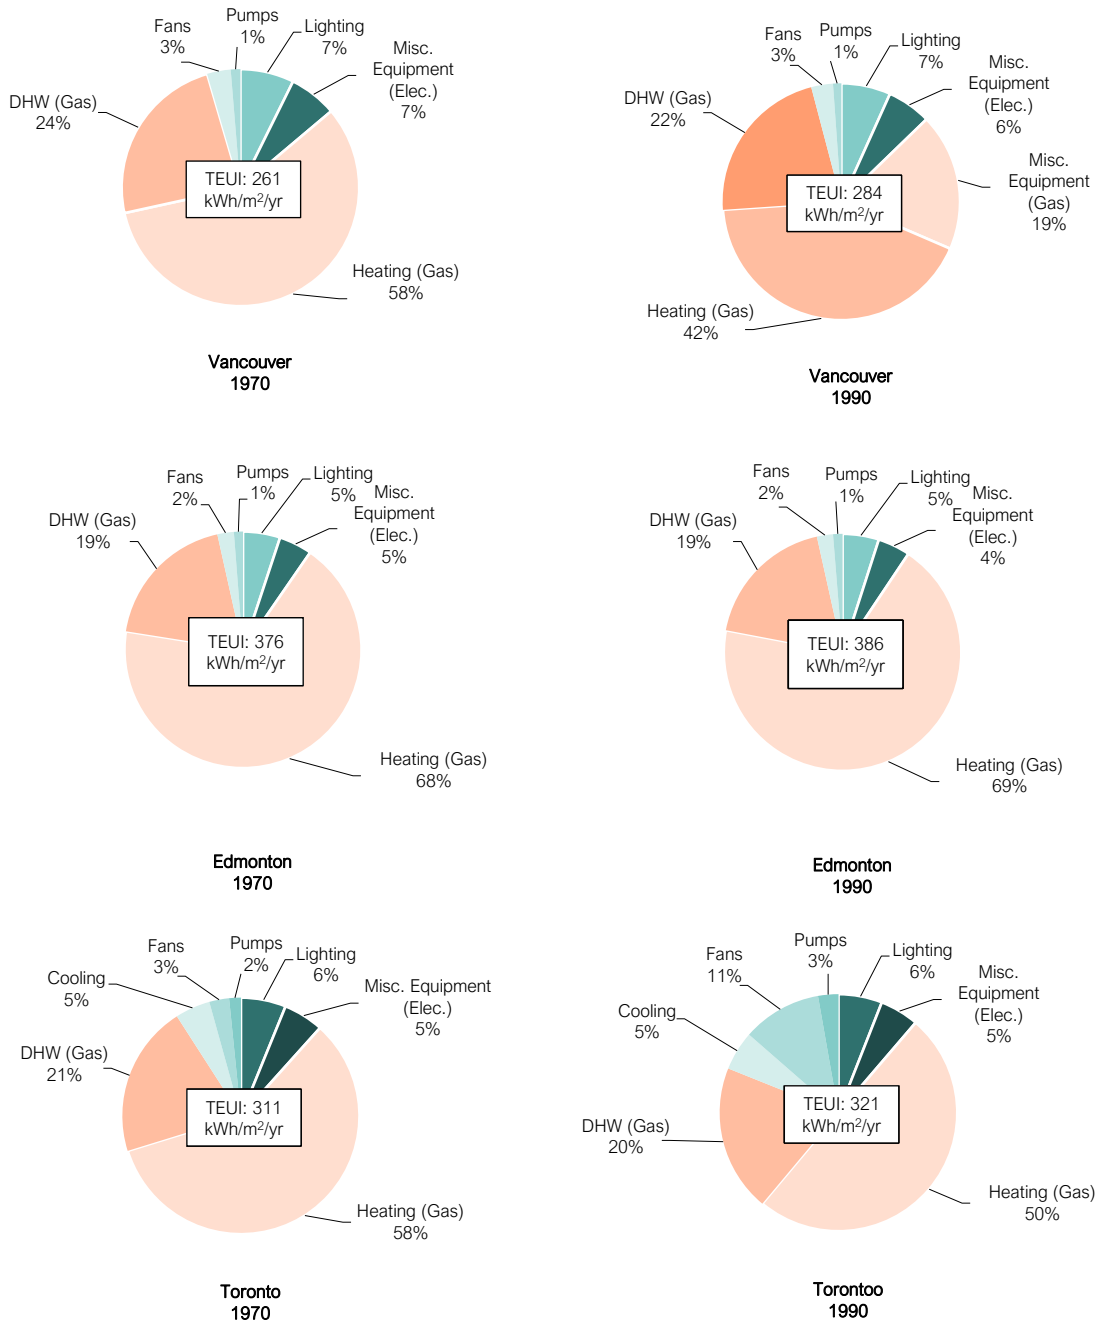 Fans
3%
Pumps
1%
Lighting
7%
Misc.
Equipment
(Elec.)
7%
DHW (Gas)
24%
TEUI: 261
kWh/m²/yr
Heating (Gas)
58%
Vancouver
1970
Fans
3%
Pumps
1%
Lighting
7%
Misc.
Equipment
(Elec.)
6%
DHW (Gas)
22%
Misc.
Equipment
(Gas)
19%
TEUI: 284
kWh/m²/yr
Heating (Gas)
42%
Vancouver
1990
Fans
2%
Pumps
1%
Lighting
5%
Misc.
Equipment
(Elec.)
5%
DHW (Gas)
19%
TEUI: 376
kWh/m²/yr
Heating (Gas)
68%
Edmonton
1970
Fans
2%
Pumps
1%
Lighting
5%
Misc.
Equipment
(Elec.)
4%
DHW (Gas)
19%
TEUI: 386
kWh/m²/yr
Heating (Gas)
69%
Edmonton
1990
Cooling
5%
Fans
3%
Pumps
2%
Lighting
6%
Misc. Equipment
(Elec.)
5%
DHW (Gas)
21%
TEUI: 311
kWh/m²/yr
Heating (Gas)
58%
Toronto
1970
Cooling
5%
Fans
11%
Pumps
3%
Lighting
6%
Misc.
Equipment
(Elec.)
5%
DHW (Gas)
20%
TEUI: 321
kWh/m²/yr
Heating (Gas)
50%
Torontoo
1990